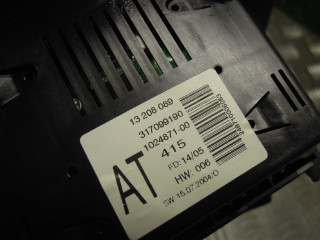 13 208 089
317099190
1024871-00
415
AT
FD:14/05
HW: 006
SW 15.07.2004/O